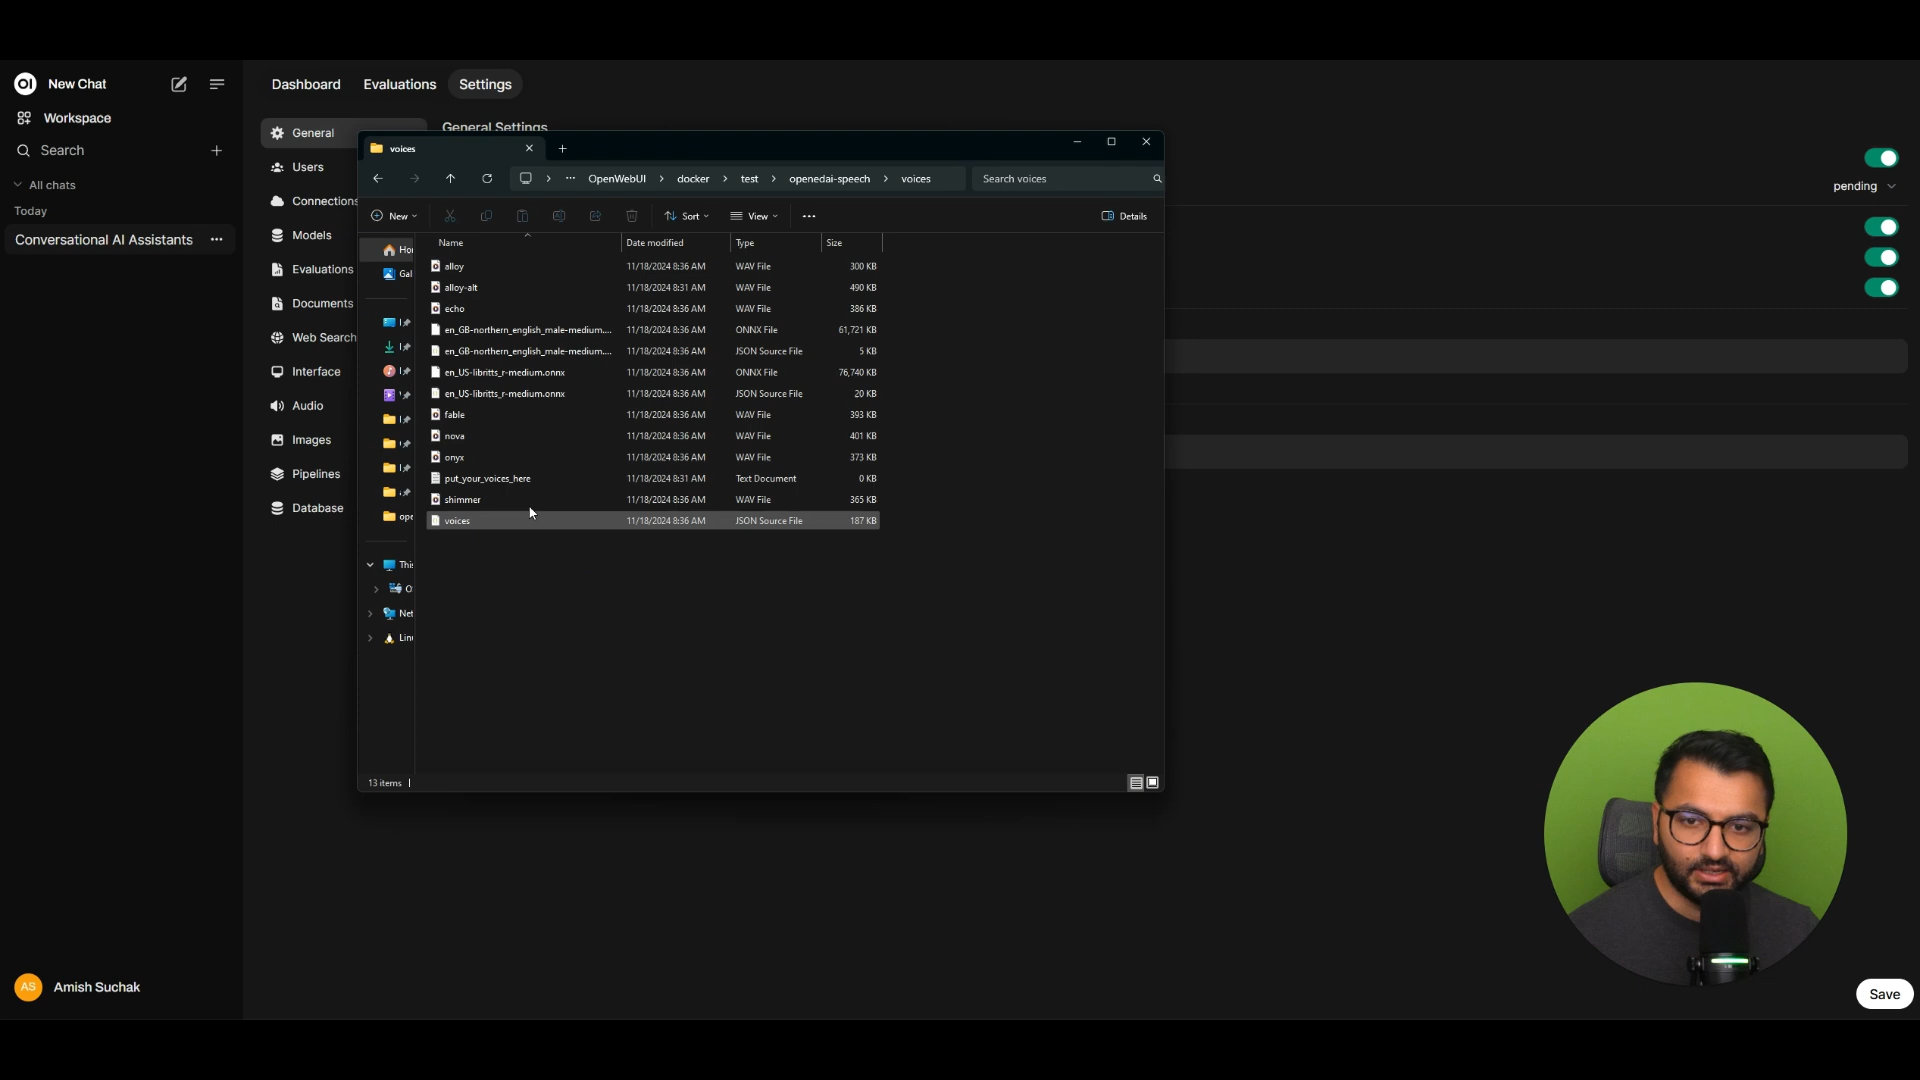 OI New Chat
Workspace
Search
All chats
Today
Conversational AI Assistants
AS Amish Suchak
Dashboard Evaluations Settings
General
Users
Connections
Models
Evaluations
Documents
Web Search
Interface
Audio
Images
Pipelines
Database
General Settings
pending
Save
voices
OpenWebUI > docker > test > openedai-speech > voices
Search voices
New Sort View Details
Name Date modified Type Size
alloy 11/18/2024 8:36 AM WAV File 300 KB
alloy-alt 11/18/2024 8:31 AM WAV File 490 KB
echo 11/18/2024 8:36 AM WAV File 386 KB
en_GB-northern_english_male-medium.... 11/18/2024 8:36 AM ONNX File 61,721 KB
en_GB-northern_english_male-medium.... 11/18/2024 8:36 AM JSON Source File 5 KB
en_US-libritts_r-medium.onnx 11/18/2024 8:36 AM ONNX File 76,740 KB
en_US-libritts_r-medium.onnx 11/18/2024 8:36 AM JSON Source File 20 KB
fable 11/18/2024 8:36 AM WAV File 393 KB
nova 11/18/2024 8:36 AM WAV File 401 KB
onyx 11/18/2024 8:36 AM WAV File 373 KB
put_your_voices_here 11/18/2024 8:31 AM Text Document 0 KB
shimmer 11/18/2024 8:36 AM WAV File 365 KB
voices 11/18/2024 8:36 AM JSON Source File 187 KB
13 items